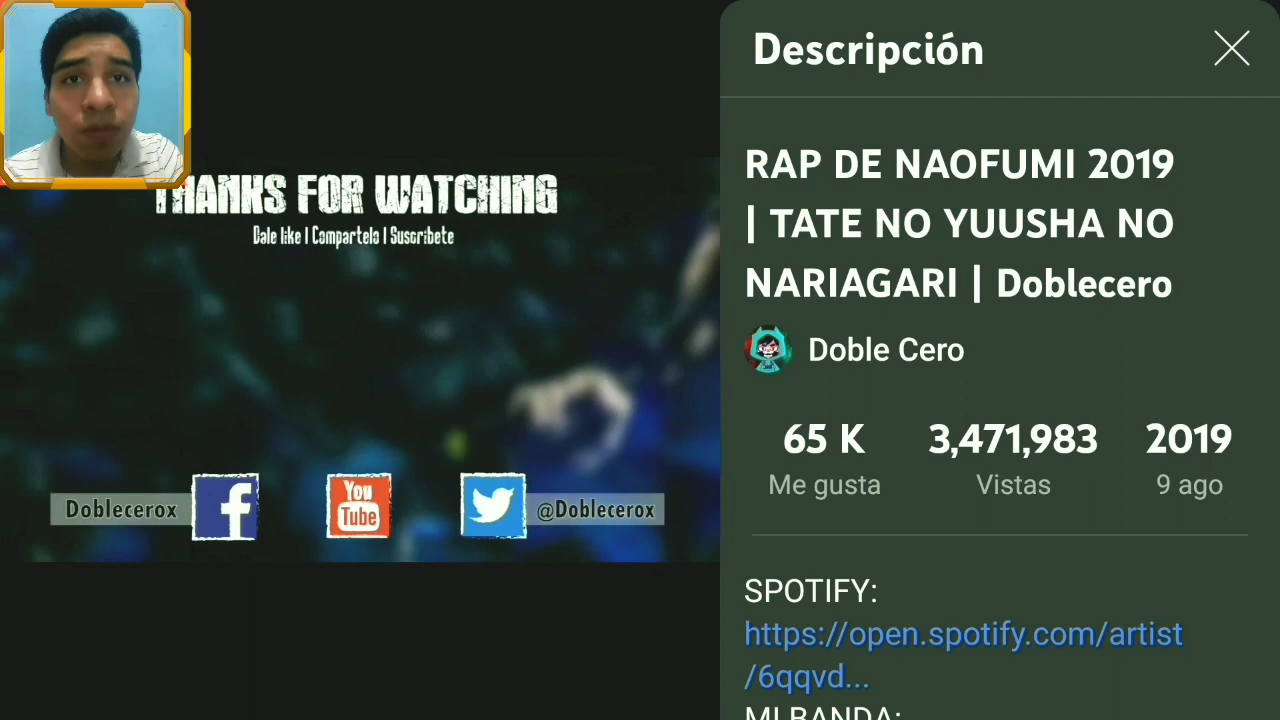 THANKS FOR WATCHING
Dale like | Compartelo | Suscribete
Doblecerox
You
Tube
@Doblecerox
Descripción
RAP DE NAOFUMI 2019
| TATE NO YUUSHA NO
NARIAGARI | Doblecero
Doble Cero
65 K
3,471,983
2019
Me gusta
Vistas
9 ago
SPOTIFY:
https://open.spotify.com/artist
/6qqvd...
MI BANDA: